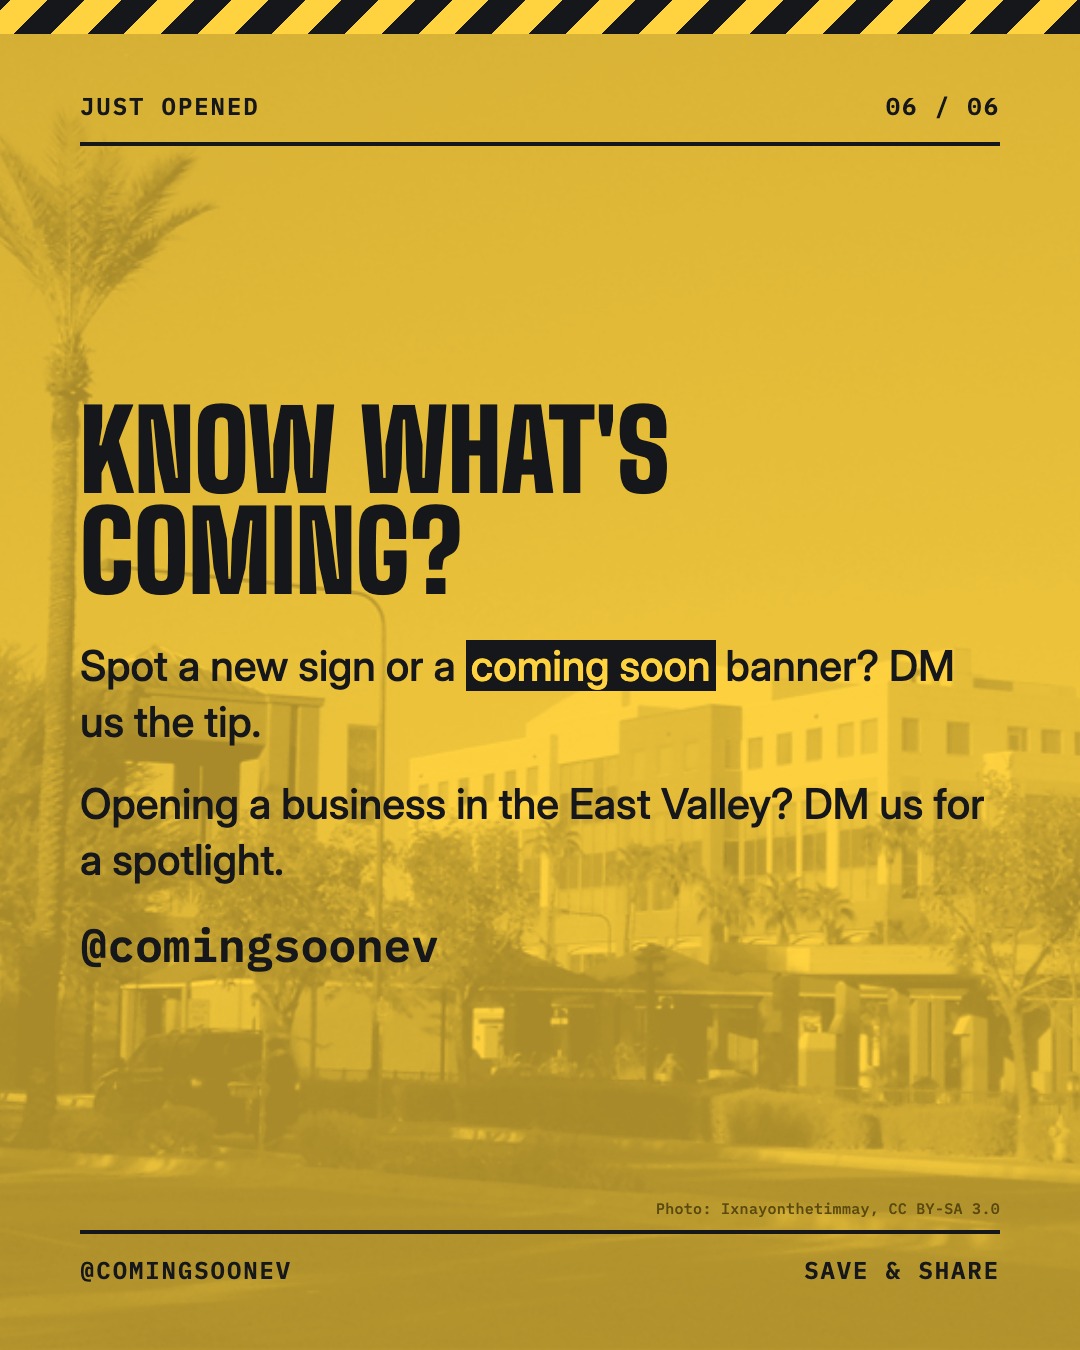 JUST OPENED
06 / 06
KNOW WHAT'S
COMING?
Spot a new sign or a coming soon banner? DM
us the tip.
Opening a business in the East Valley? DM us for
a spotlight.
@comingsoonev
Photo: Ixnayonthetimmay, CC BY-SA 3.0
@COMINGSOONEV
SAVE & SHARE